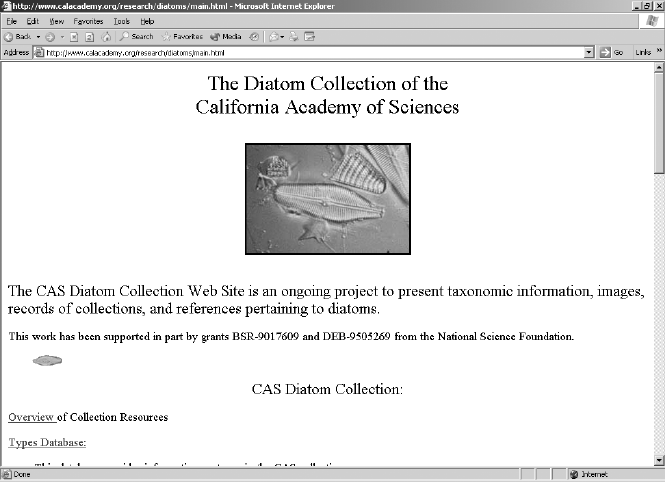 http://www.calacademy.org/research/diatoms/main.html - Microsoft Internet Explorer
File Edit View Favorites Tools Help
Back Search Favorites Media
Address http://www.calacademy.org/research/diatoms/main.html Go Links »
The Diatom Collection of the
California Academy of Sciences
The CAS Diatom Collection Web Site is an ongoing project to present taxonomic information, images,
records of collections, and references pertaining to diatoms.
This work has been supported in part by grants BSR-9017609 and DEB-9505269 from the National Science Foundation.
CAS Diatom Collection:
Overview of Collection Resources
Types Database:
Done Internet